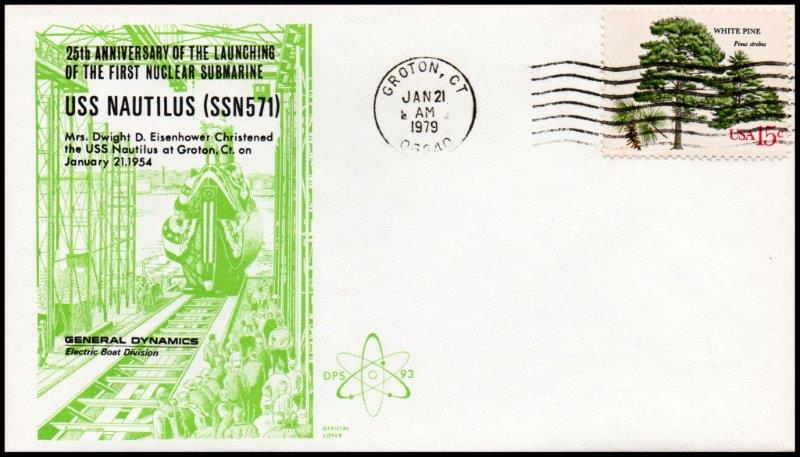 25th ANNIVERSARY OF THE LAUNCHING
OF THE FIRST NUCLEAR SUBMARINE
USS NAUTILUS (SSN571)
Mrs. Dwight D. Eisenhower Christened
the USS Nautilus at Groton, Ct. on
January 21.1954
GENERAL DYNAMICS
Electric Boat Division
DPS 93
OFFICIAL
COVER
GROTON, CT
JAN 21
AM
1979
06340
WHITE PINE
Pinus strobus
USA 15c